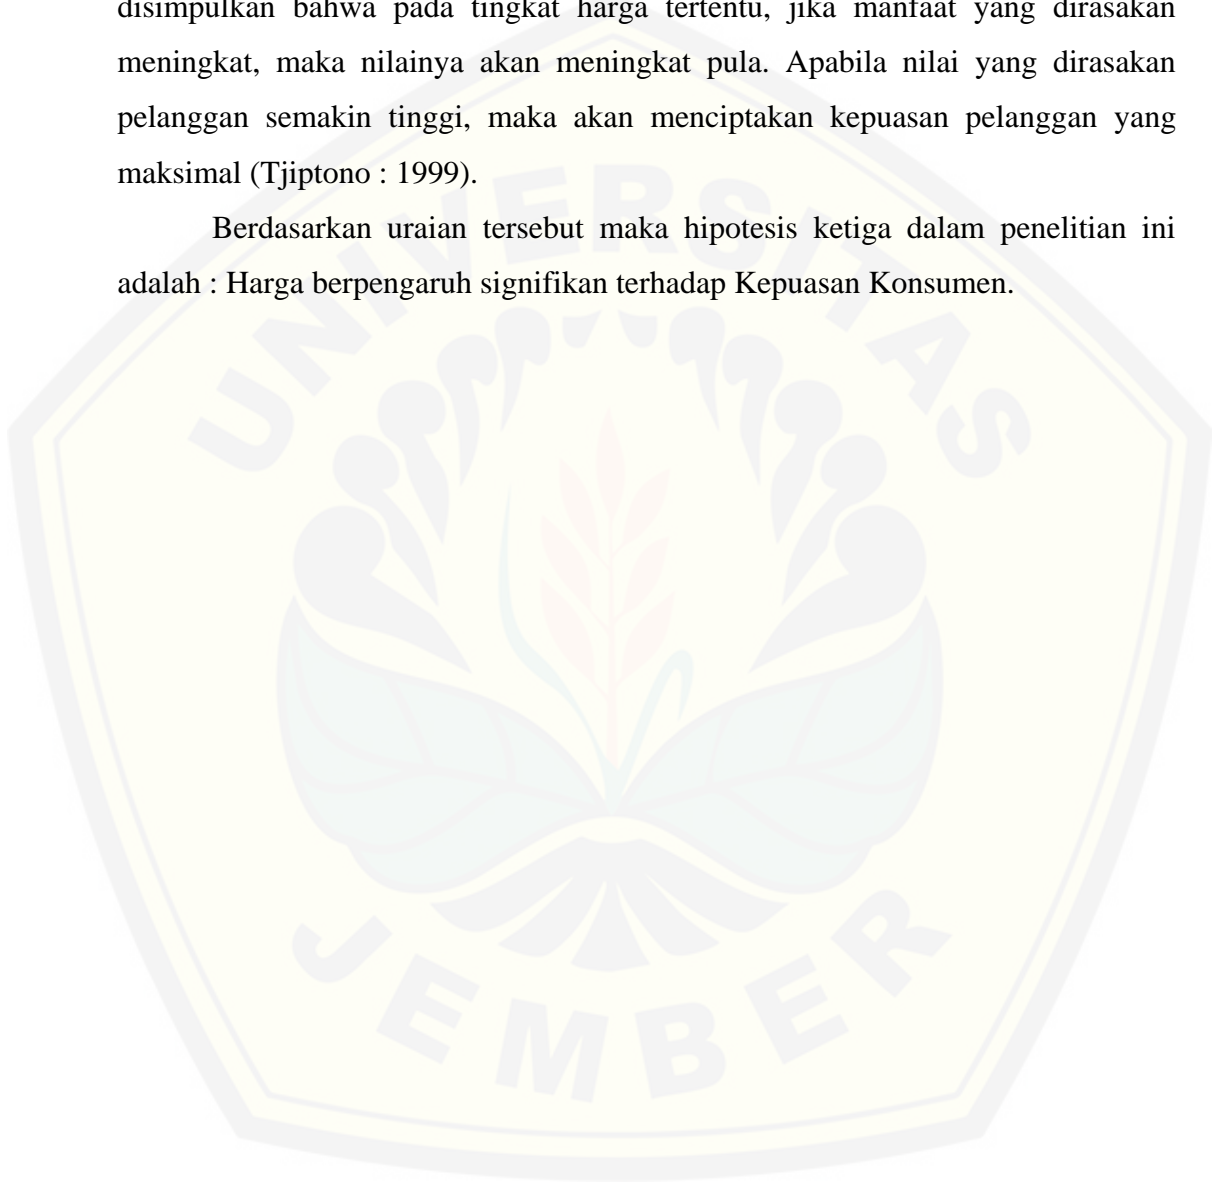 disimpulkan bahwa pada tingkat harga tertentu, jika manfaat yang dirasakan
meningkat, maka nilainya akan meningkat pula. Apabila nilai yang dirasakan
pelanggan semakin tinggi, maka akan menciptakan kepuasan pelanggan yang
maksimal (Tjiptono : 1999).
Berdasarkan uraian tersebut maka hipotesis ketiga dalam penelitian ini
adalah : Harga berpengaruh signifikan terhadap Kepuasan Konsumen.
UNIVERSITAS
JEMBER